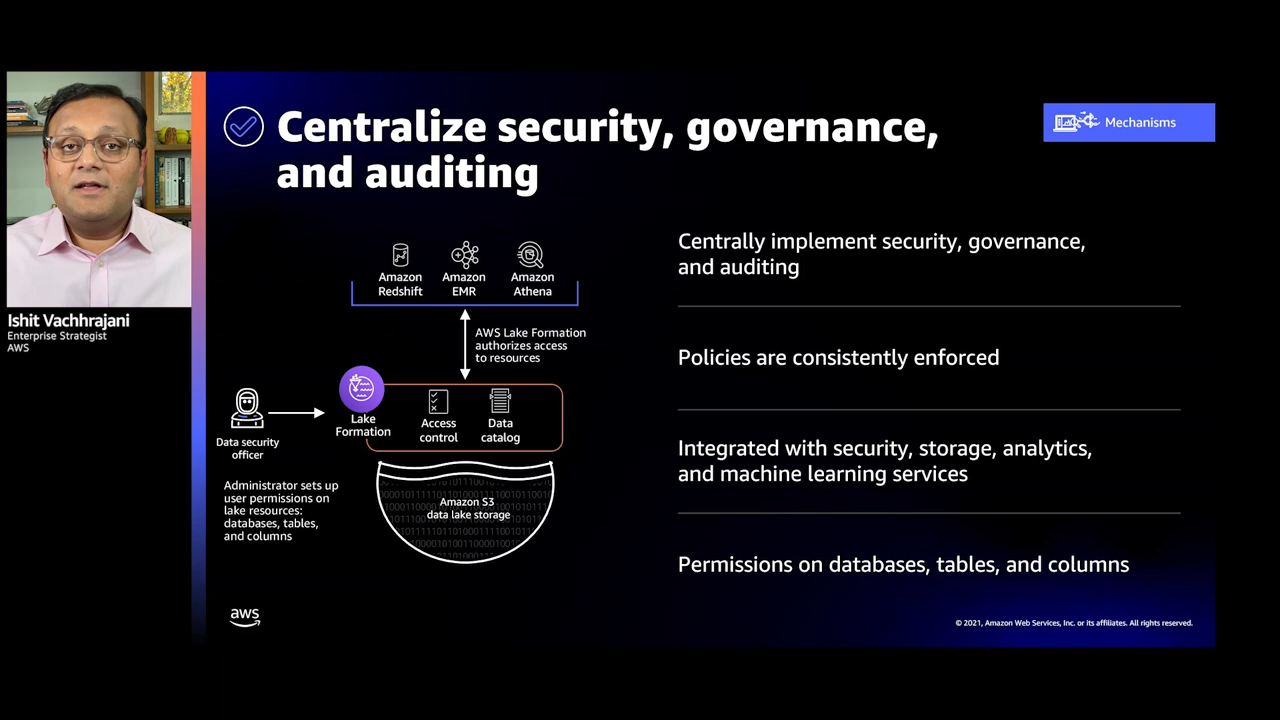 Centralize security, governance,
and auditing
Mechanisms
Ishit Vachhrajani
Enterprise Strategist
AWS
Amazon
Redshift
Amazon
EMR
Amazon
Athena
AWS Lake Formation
authorizes access
to resources
Lake
Formation
Access
control
Data
catalog
Data security
officer
Administrator sets up
user permissions on
lake resources:
databases, tables,
and columns
Amazon S3
data lake storage
Centrally implement security, governance,
and auditing
Policies are consistently enforced
Integrated with security, storage, analytics,
and machine learning services
Permissions on databases, tables, and columns
aws
© 2021, Amazon Web Services, Inc. or its affiliates. All rights reserved.